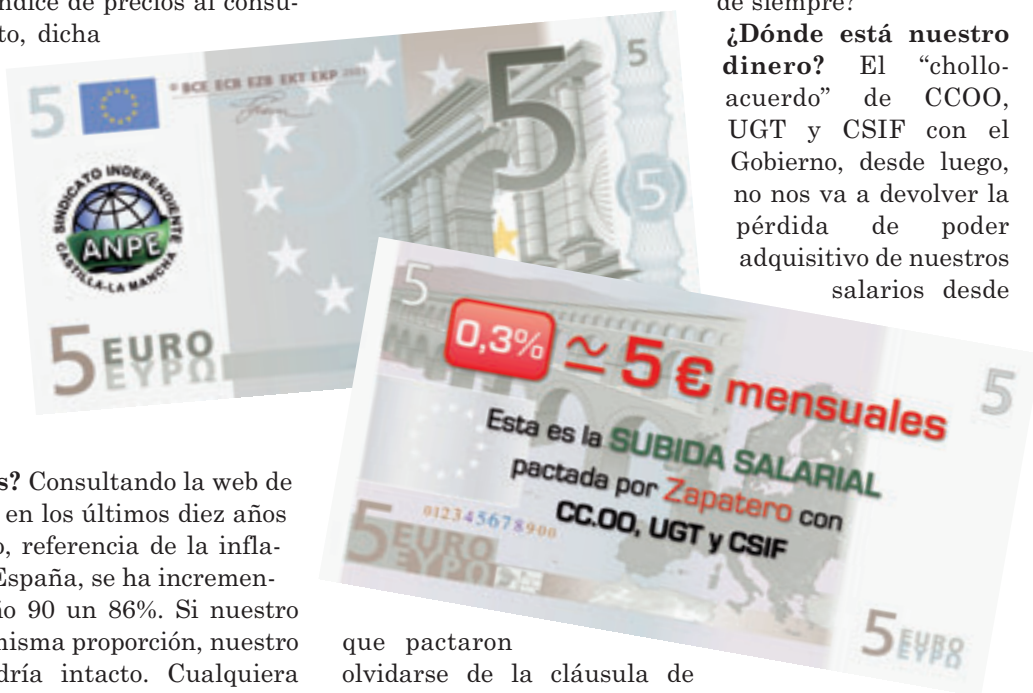 ndice de precios al consu-
to, dicha
5
© BCE ECB EZB EKT EKP 2002
5
5
5
SINDICATO INDEPENDIENTE
ANPE
CASTILLA-LA MANCHA
5 EURO
ΕΥΡΩ
s? Consultando la web de
en los últimos diez años
o, referencia de la infla-
España, se ha incremen-
ño 90 un 86%. Si nuestro
misma proporción, nuestro
dría intacto. Cualquiera
5
0,3% ≃ 5 € mensuales
Esta es la SUBIDA SALARIAL
pactada por Zapatero con
CC.OO, UGT y CSIF
012345678900
5 EURO
ΕΥΡΩ
5
5 EURO
ΕΥΡΩ
que pactaron
olvidarse de la cláusula de
de siempre?
¿Dónde está nuestro
dinero? El “chollo-
acuerdo” de CCOO,
UGT y CSIF con el
Gobierno, desde luego,
no nos va a devolver la
pérdida de poder
adquisitivo de nuestros
salarios desde